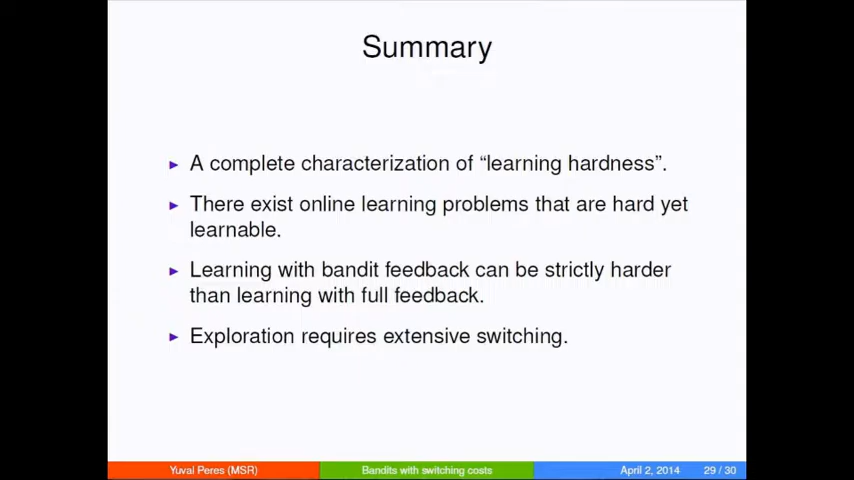 Summary
A complete characterization of “learning hardness”.
There exist online learning problems that are hard yet
learnable.
Learning with bandit feedback can be strictly harder
than learning with full feedback.
Exploration requires extensive switching.
Yuval Peres (MSR) Bandits with switching costs April 2, 2014 29 / 30